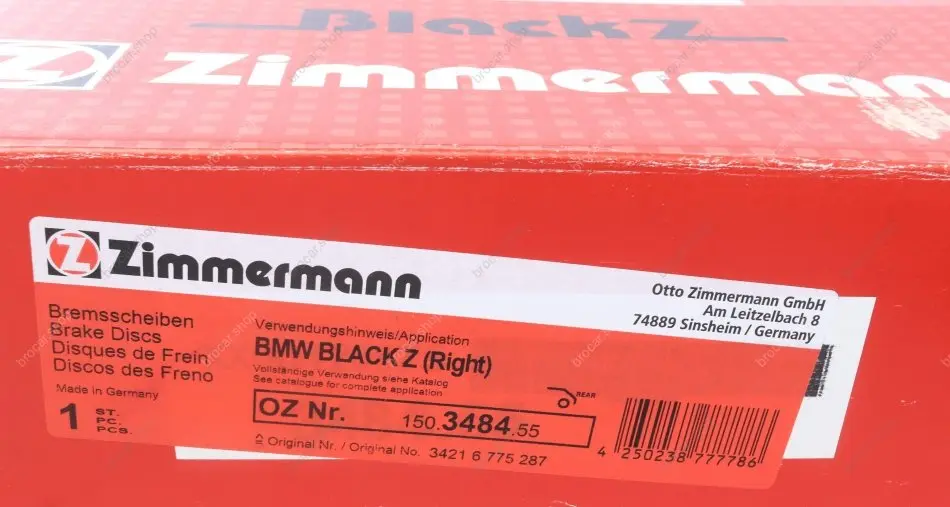 BlackZ
Z Zimmermann
Z Zimmermann
Otto Zimmermann GmbH
Am Leitzelbach 8
74889 Sinsheim / Germany
Bremsscheiben
Brake Discs
Disques de Frein
Discos des Freno
Made in Germany
1 ST.
PC.
PCS.
Verwendungshinweis/Application
BMW BLACK Z (Right)
Vollständige Verwendung siehe Katalog
See catalogue for complete application
REAR
OZ Nr. 150.3484.55
≙ Original Nr. / Original No. 3421 6 775 287
4 250238 777786
brocar.shop